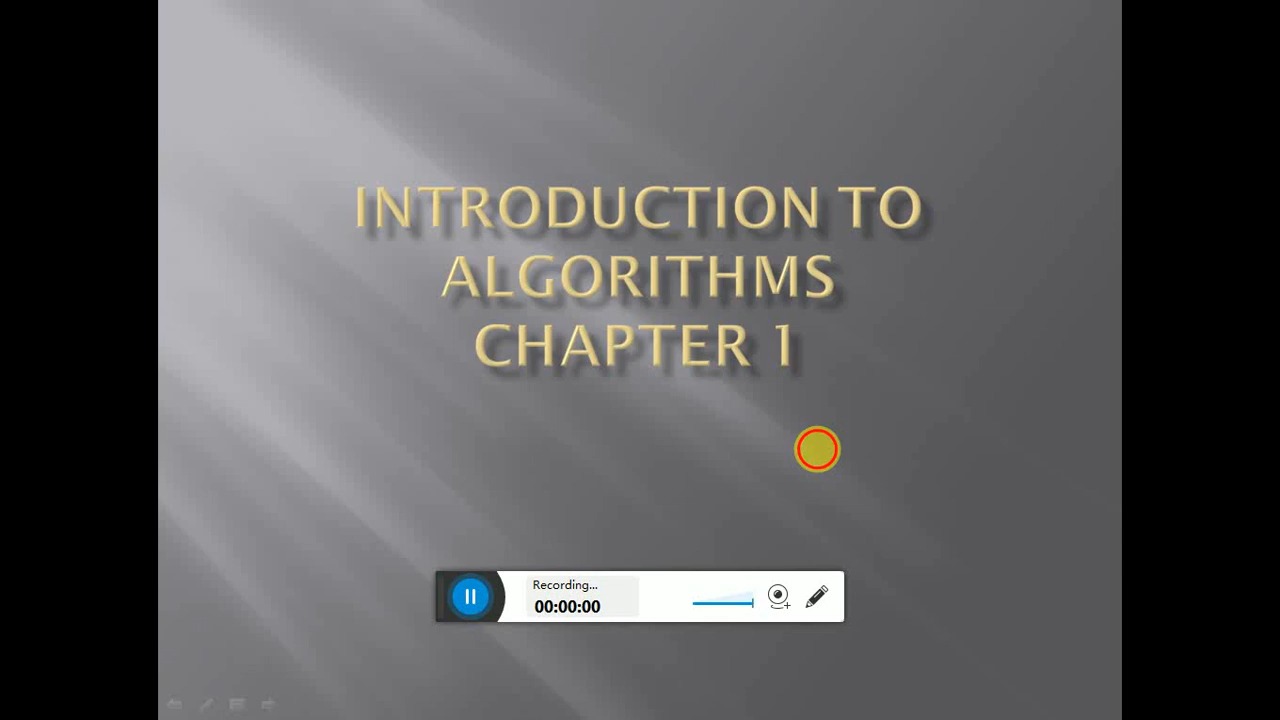 INTRODUCTION TO
ALGORITHMS
CHAPTER 1
Recording...
00:00:00